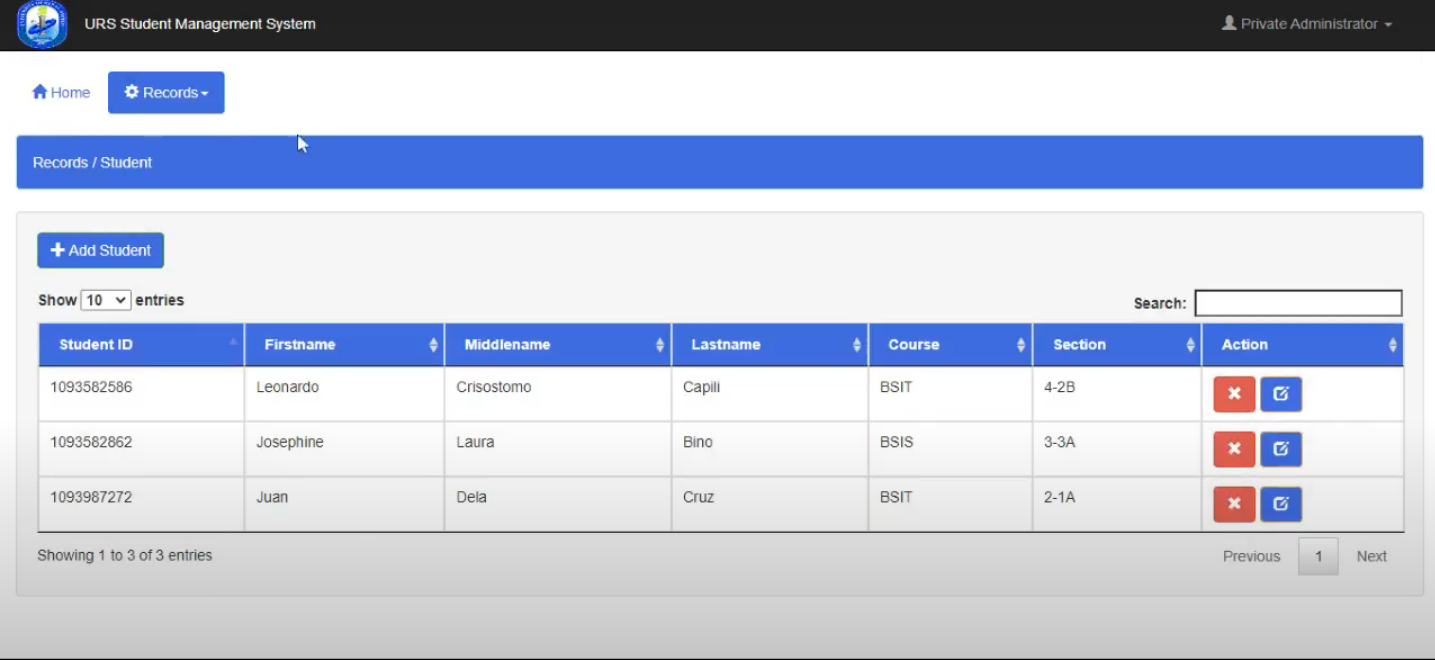 URS Student Management System
Private Administrator
Home
Records
Records / Student
Add Student
Show 10 entries
Search:
Student ID Firstname Middlename Lastname Course Section Action
1093582586 Leonardo Crisostomo Capili BSIT 4-2B
1093582862 Josephine Laura Bino BSIS 3-3A
1093987272 Juan Dela Cruz BSIT 2-1A
Showing 1 to 3 of 3 entries
Previous 1 Next